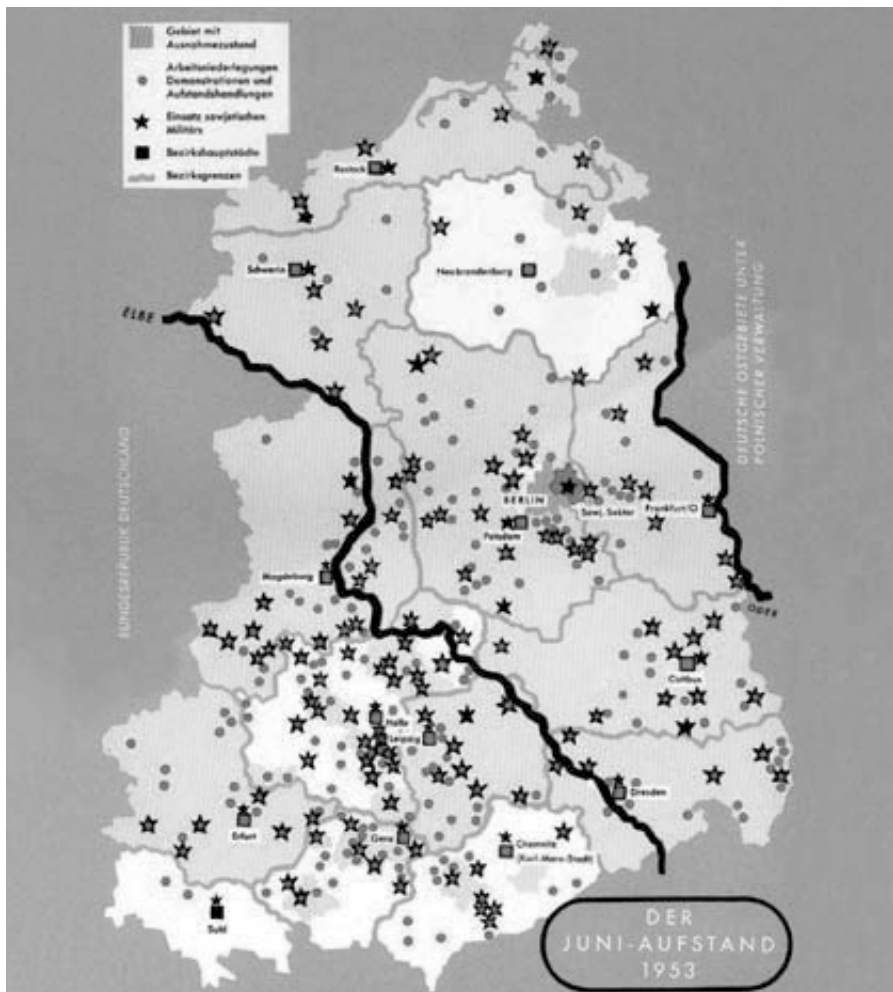 Gebiet mit
Ausnahmezustand
Arbeitsniederlegungen
Demonstrationen und
Aufstandshandlungen
Einsatz sowjetischen
Militärs
Bezirkshauptstädte
Bezirksgrenzen
Rostock
Schwerin
Neubrandenburg
ELBE
DEUTSCHE OSTGEBIETE UNTER
POLNISCHER VERWALTUNG
BUNDESREPUBLIK DEUTSCHLAND
BERLIN
Sowj. Sektor
Frankfurt/O.
Potsdam
Magdeburg
ODER
Cottbus
Halle
Leipzig
Dresden
Erfurt
Gera
Chemnitz
(Karl-Marx-Stadt)
Suhl
DER
JUNI-AUFSTAND
1953